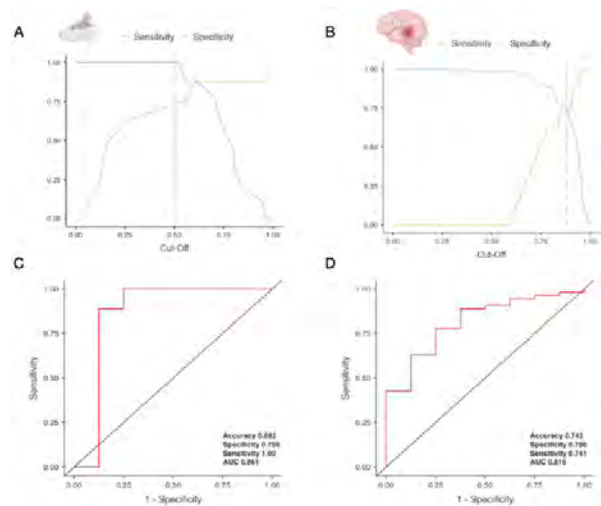 A
Sensitivity Specificity
1.00
0.75
0.50
0.25
0.00
0.00 0.25 0.50 0.75 1.00
Cut-Off
B
Sensitivity Specificity
1.00
0.75
0.50
0.25
0.00
0.00 0.25 0.50 0.75 1.00
Cut-Off
C
Sensitivity
1.00
0.75
0.50
0.25
0.00
Accuracy 0.882
Specificity 0.750
Sensitivity 1.00
AUC 0.861
0.00 0.25 0.50 0.75 1.00
1 - Specificity
D
Sensitivity
1.00
0.75
0.50
0.25
0.00
Accuracy 0.742
Specificity 0.750
Sensitivity 0.741
AUC 0.815
0.00 0.25 0.50 0.75 1.00
1 - Specificity